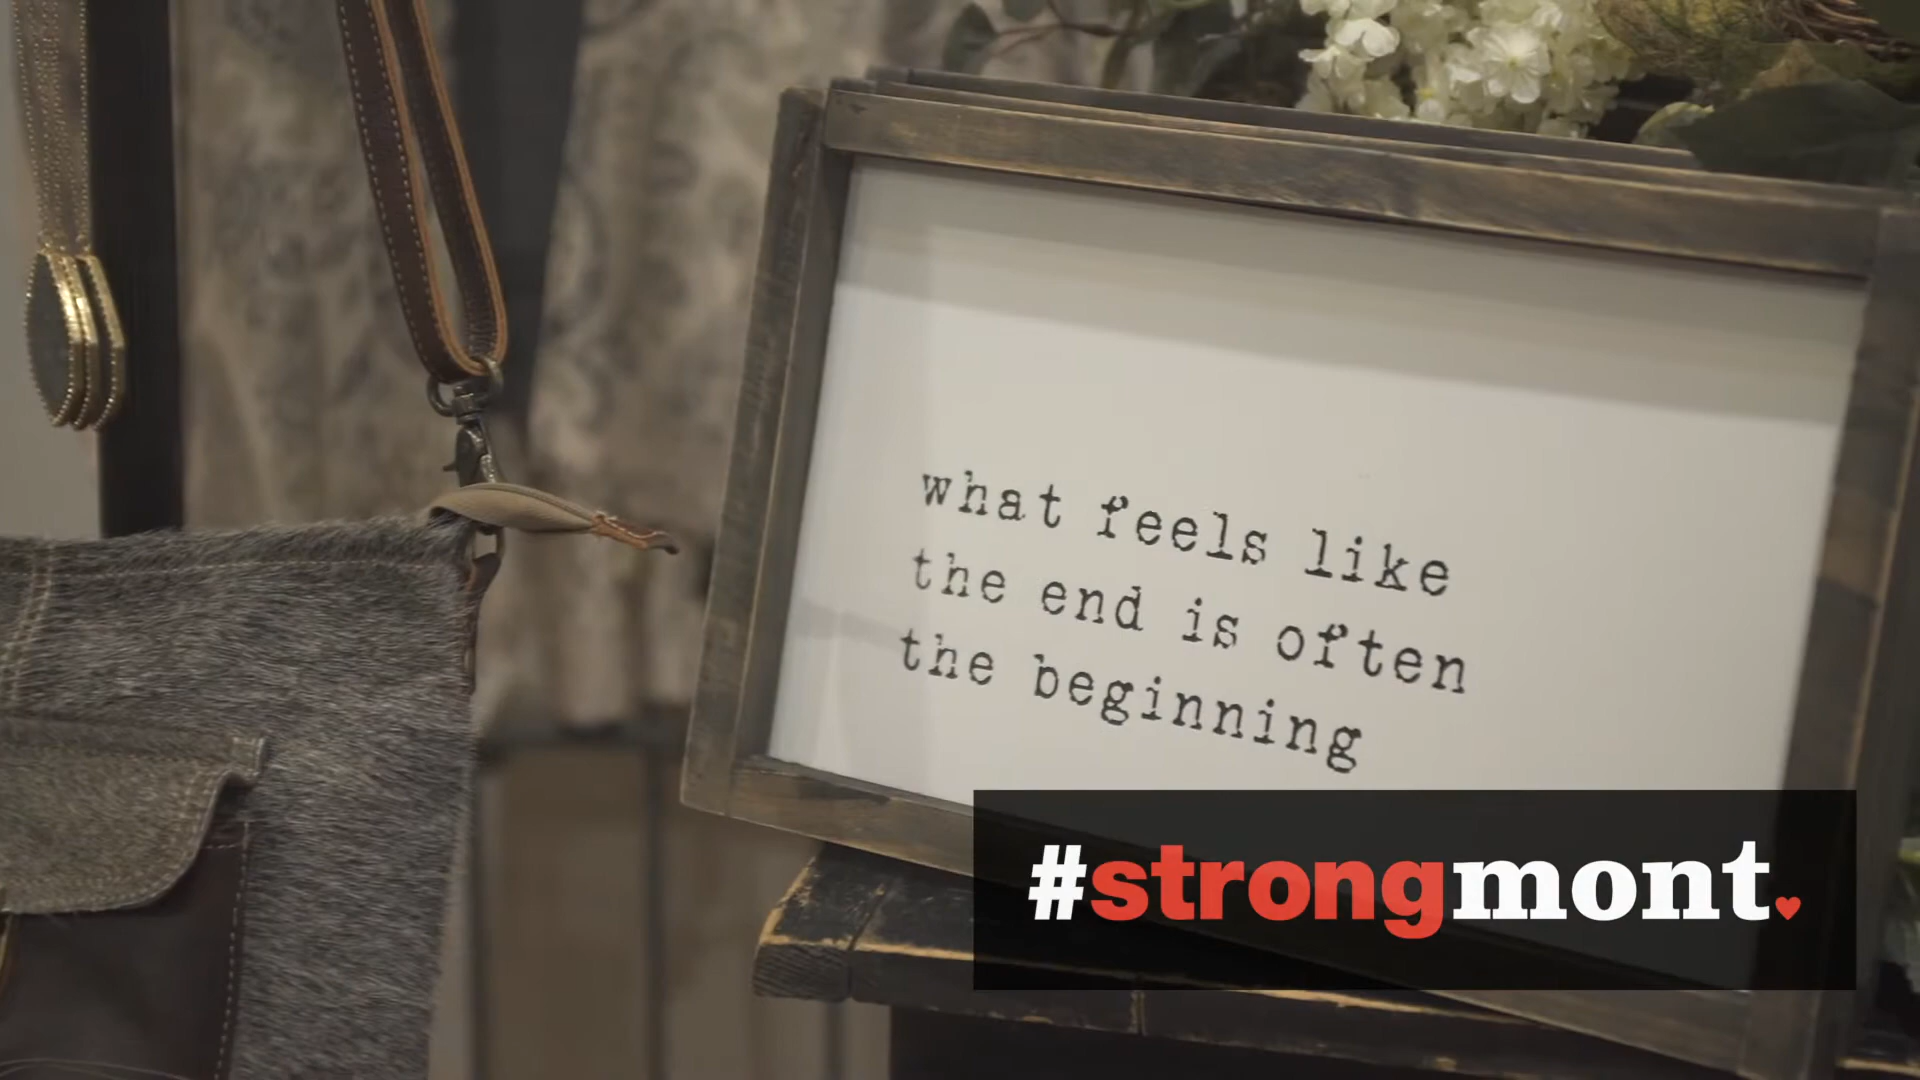 what feels like
the end is often
the beginning
#strongmont.